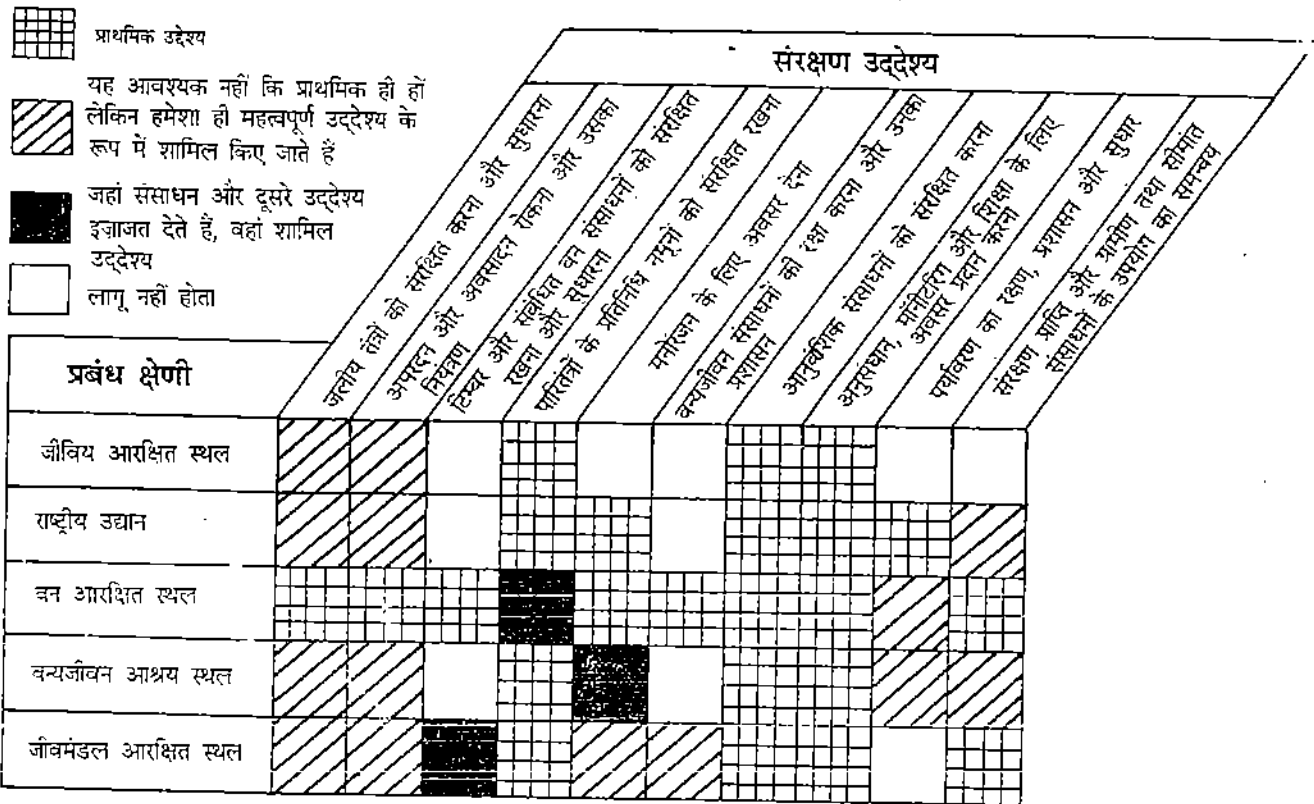 प्राथमिक उद्देश्य
यह आवश्यक नहीं कि प्राथमिक ही हों
लेकिन हमेशा ही महत्वपूर्ण उद्देश्य के
रूप में शामिल किए जाते हैं
जहां संसाधन और दूसरे उद्देश्य
इज़ाजत देते हैं, वहां शामिल
उद्देश्य
लागू नहीं होता
संरक्षण उद्देश्य
जलीय तंत्रों को संरक्षित करना और सुधारना
अपरदन और अवसादन रोकना और उसका
नियंत्रण
टिम्बर और संबंधित वन संसाधनों को संरक्षित
रखना और सुधारना
पारितंत्रों के प्रतिनिधि नमूनों को संरक्षित रखना
मनोरंजन के लिए अवसर देना
वन्यजीवन संसाधनों की रक्षा करना और उनका
प्रशासन
आनुवंशिक संसाधनों को संरक्षित करना
अनुसंधान, मॉनीटरिंग और शिक्षा के लिए
अवसर प्रदान करना
पर्यावरण का रक्षण, प्रशासन और सुधार
संरक्षण प्राप्ति और ग्रामीण तथा सीमांत
संसाधनों के उपयोग का समन्वय
प्रबंध क्षेणी
जीविय आरक्षित स्थल
राष्ट्रीय उद्यान
वन आरक्षित स्थल
वन्यजीवन आश्रय स्थल
जीवमंडल आरक्षित स्थल